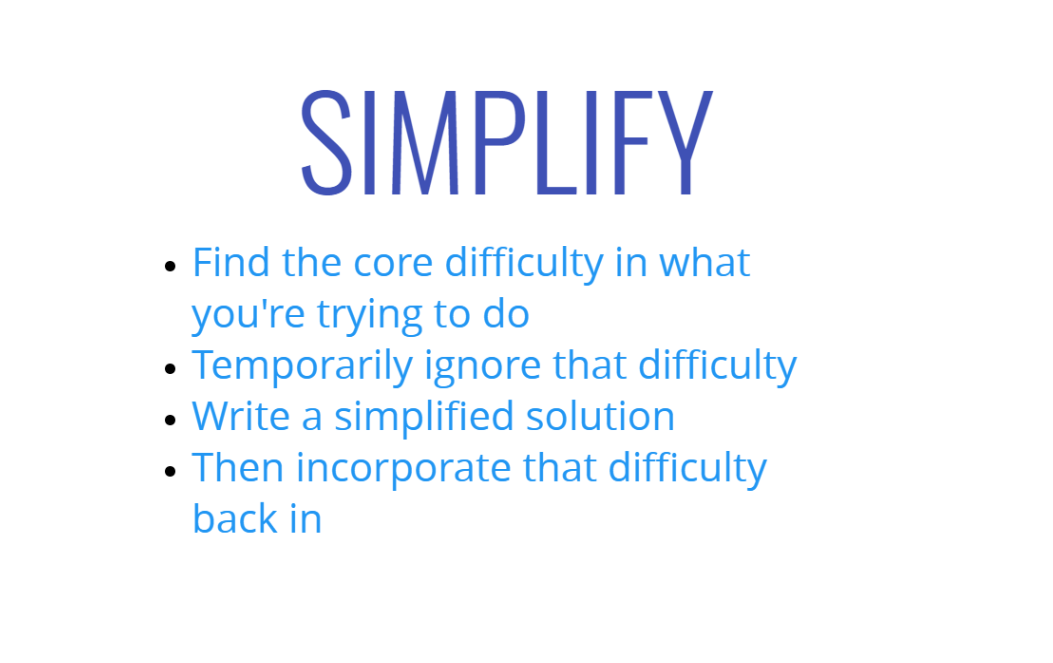 SIMPLIFY
Find the core difficulty in what
you're trying to do
Temporarily ignore that difficulty
Write a simplified solution
Then incorporate that difficulty
back in